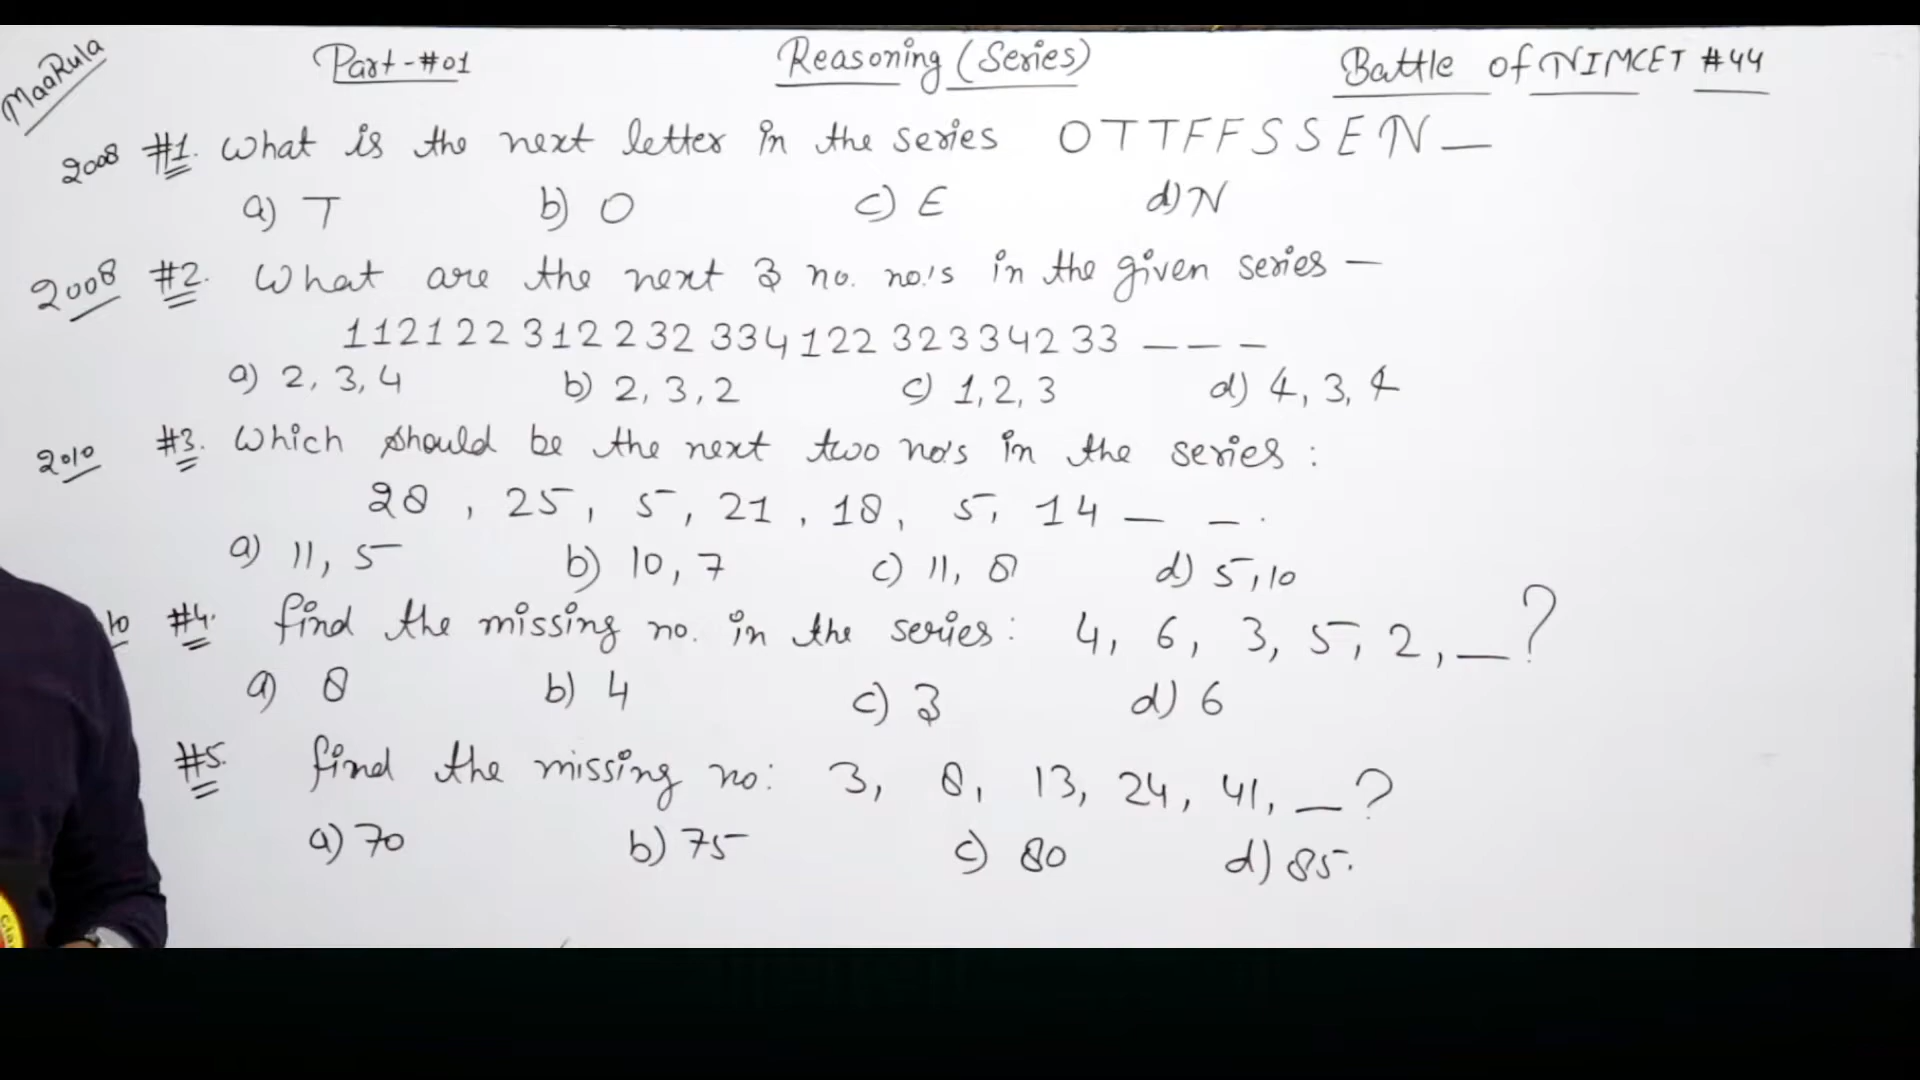 MaaRula
Part-#01 Reasoning (Series) Battle of NIMCET #44
2008 #1. What is the next letter in the series OTTFFSSEN_
a) T b) O c) E d) N
2008 #2. What are the next 3 no. no.'s in the given series —
112122312232 334122 32334233 _ _ _
a) 2, 3, 4 b) 2, 3, 2 c) 1, 2, 3 d) 4, 3, 4
2010 #3. Which should be the next two no's in the series :
28, 25, 5, 21, 18, 5, 14 _ _ .
a) 11, 5 b) 10, 7 c) 11, 8 d) 5, 10
10 #4. find the missing no. in the series: 4, 6, 3, 5, 2, _?
a) 8 b) 4 c) 3 d) 6
#5. find the missing no: 3, 8, 13, 24, 41, _?
a) 70 b) 75 c) 80 d) 85.